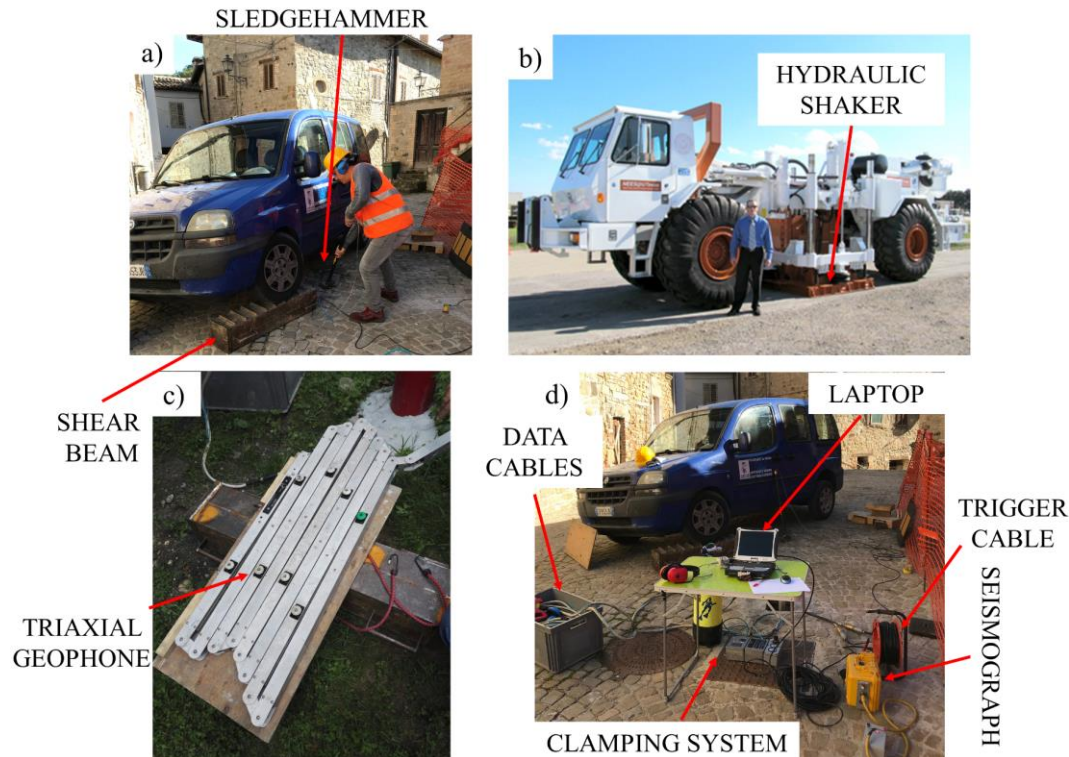 SLEDGEHAMMER
a)
SHEAR
BEAM
b)
HYDRAULIC
SHAKER
c)
TRIAXIAL
GEOPHONE
d)
LAPTOP
DATA
CABLES
TRIGGER
CABLE
SEISMOGRAPH
CLAMPING SYSTEM